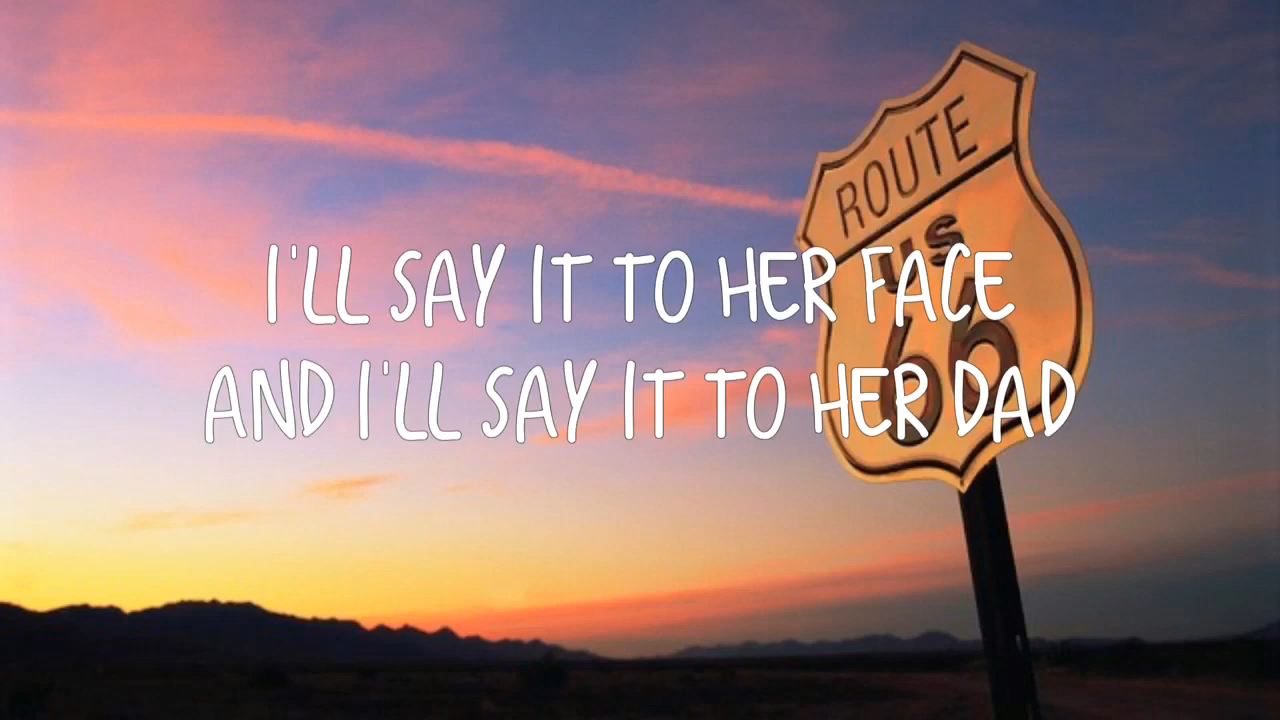 ROUTE
US
66
I'LL SAY IT TO HER FACE
AND I'LL SAY IT TO HER DAD